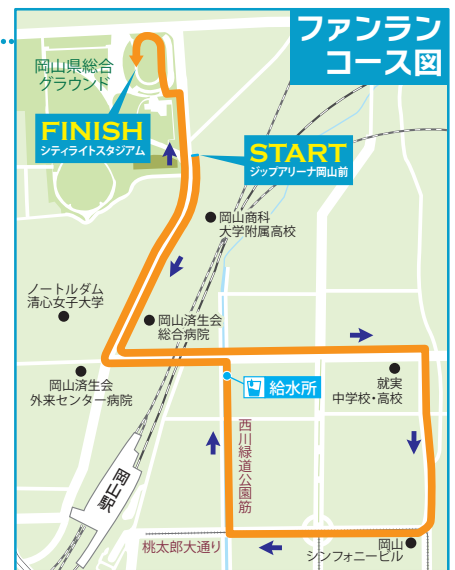 ファンラン
コース図
岡山県総合
グラウンド
FINISH
シティライトスタジアム
START
ジップアリーナ岡山前
岡山商科
大学附属高校
ノートルダム
清心女子大学
岡山済生会
総合病院
岡山済生会
外来センター病院
給水所
就実
中学校・高校
西川緑道公園筋
岡山駅
桃太郎大通り
岡山
シンフォニービル